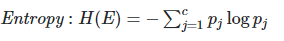 Entropy : H(E) = −∑_{j=1}^{c} p_j log p_j